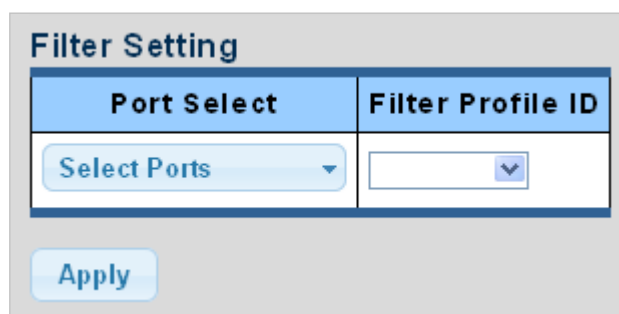 Filter Setting
Port Select
Filter Profile ID
Select Ports
Apply